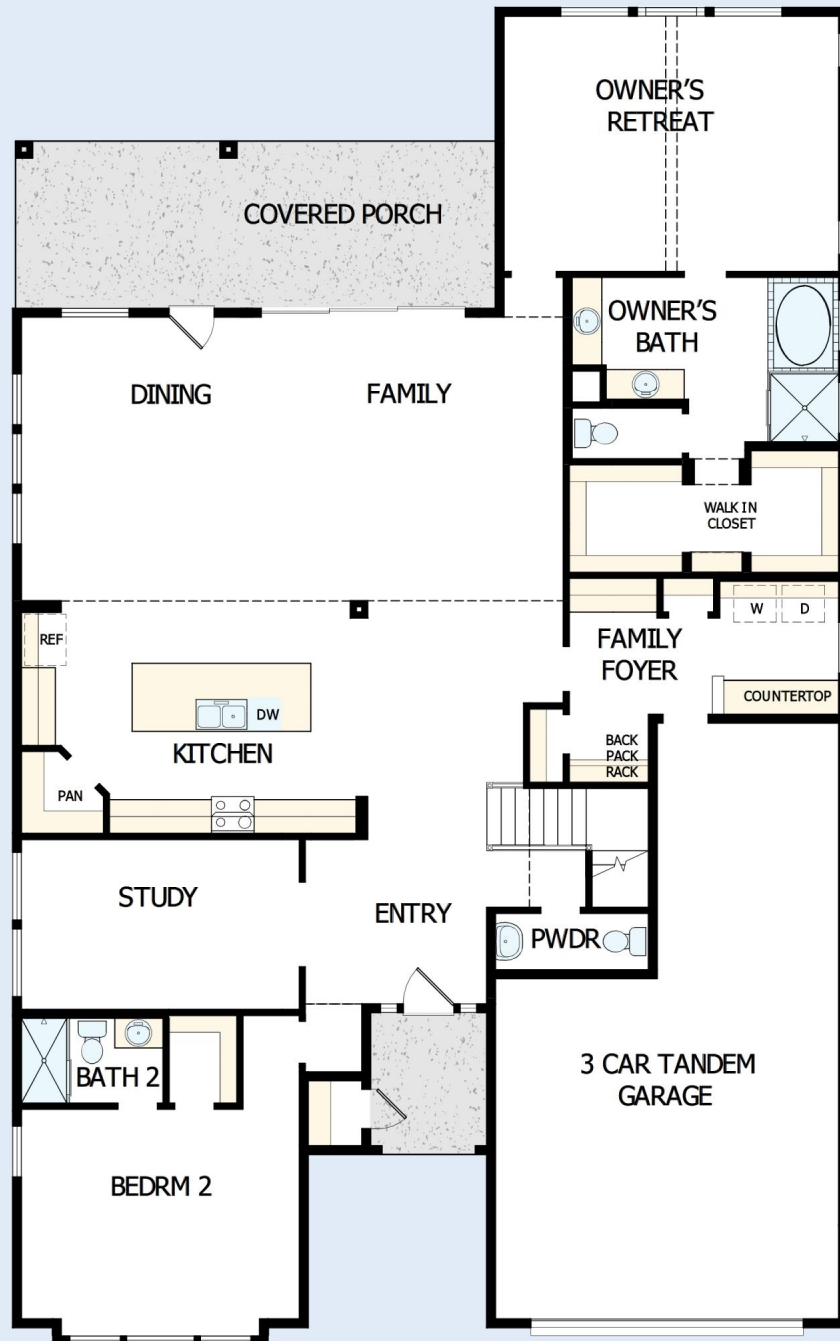 OWNER'S
RETREAT
COVERED PORCH
OWNER'S
BATH
DINING
FAMILY
WALK IN
CLOSET
W
D
REF
FAMILY
FOYER
COUNTERTOP
DW
KITCHEN
BACK
PACK
RACK
PAN
STUDY
ENTRY
PWDR
BATH 2
3 CAR TANDEM
GARAGE
BEDRM 2